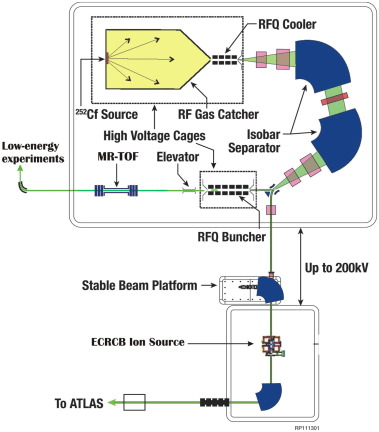 RFQ Cooler
²⁵²Cf Source
RF Gas Catcher
High Voltage Cages
Isobar
Separator
Low-energy
experiments
MR-TOF
Elevator
RFQ Buncher
Up to 200kV
Stable Beam Platform
ECRCB Ion Source
To ATLAS
RP111301